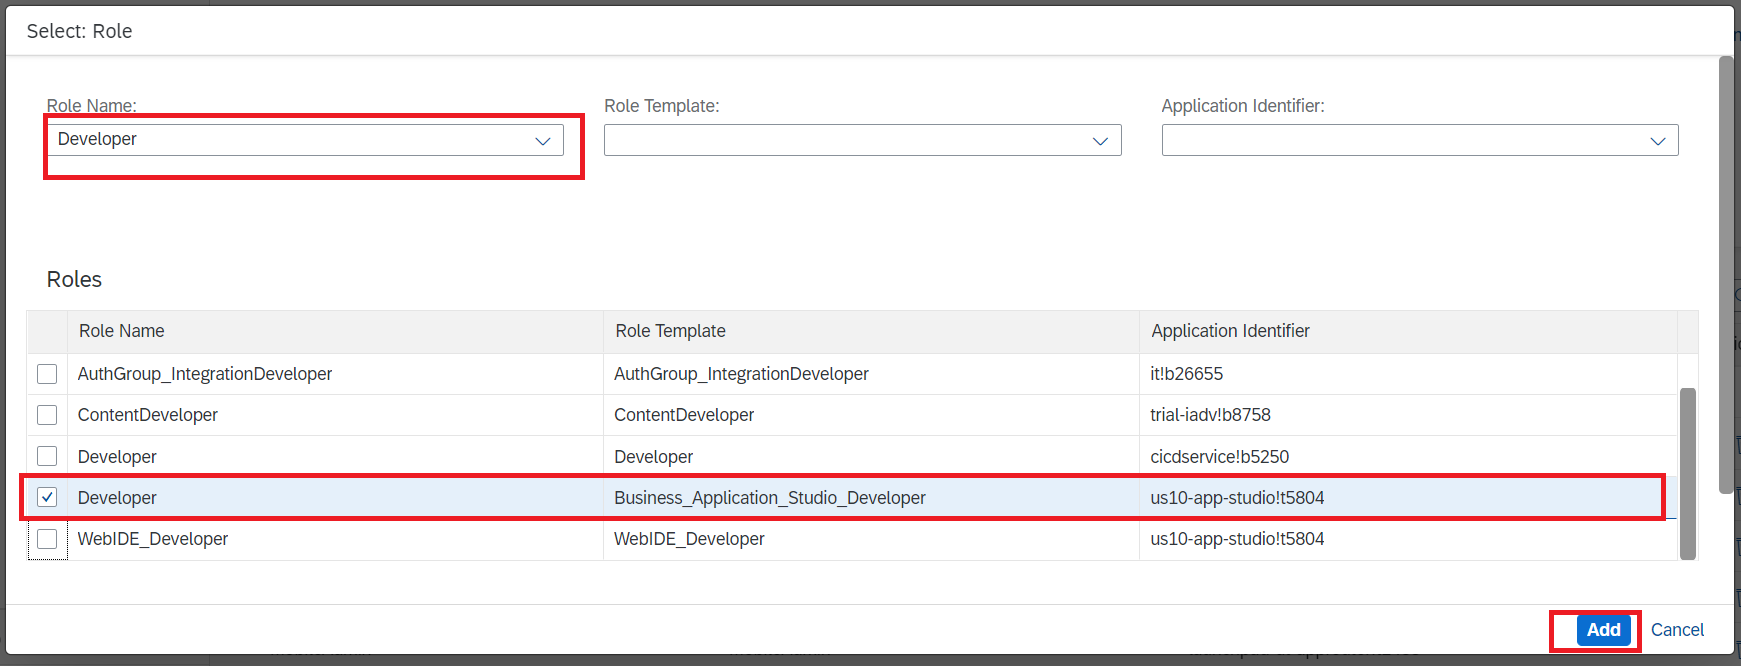 Select: Role
Role Name: Role Template: Application Identifier:
Developer
Roles
Role Name Role Template Application Identifier
AuthGroup_IntegrationDeveloper AuthGroup_IntegrationDeveloper it!b26655
ContentDeveloper ContentDeveloper trial-iadv!b8758
Developer Developer cicdservice!b5250
Developer Business_Application_Studio_Developer us10-app-studio!t5804
WebIDE_Developer WebIDE_Developer us10-app-studio!t5804
Add Cancel